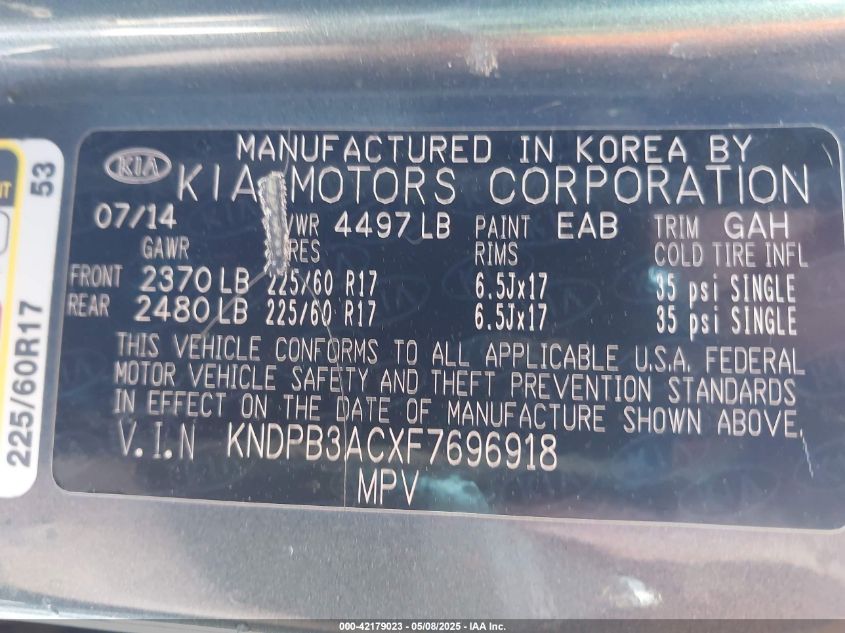 MANUFACTURED IN KOREA BY
KIA KIA MOTORS CORPORATION
07/14 VWR 4497 LB PAINT EAB TRIM GAH
GAWR RES RIMS COLD TIRE INFL
FRONT 2370 LB 225/60 R17 6.5Jx17 35 psi SINGLE
REAR 2480 LB 225/60 R17 6.5Jx17 35 psi SINGLE
THIS VEHICLE CONFORMS TO ALL APPLICABLE U.S.A. FEDERAL
MOTOR VEHICLE SAFETY AND THEFT PREVENTION STANDARDS
IN EFFECT ON THE DATE OF MANUFACTURE SHOWN ABOVE.
V.I.N KNDPB3ACXF7696918
MPV
53
225/60R17
000-42179023 - 05/08/2025 - IAA Inc.